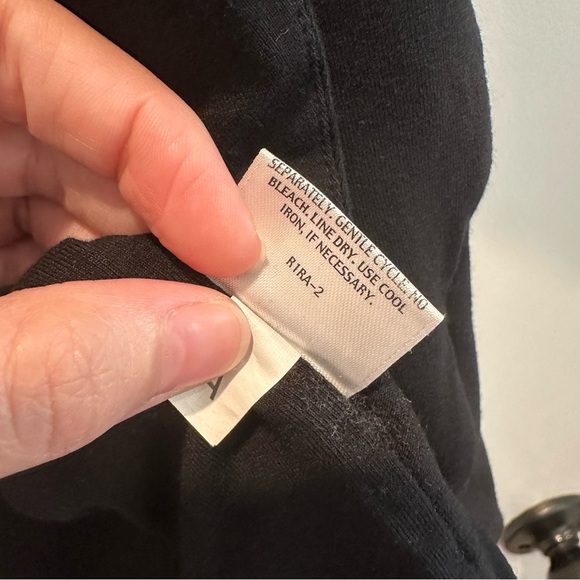 SEPARATELY. GENTLE CYCLE. NO
BLEACH. LINE DRY. USE COOL
IRON, IF NECESSARY.
R1RA-2